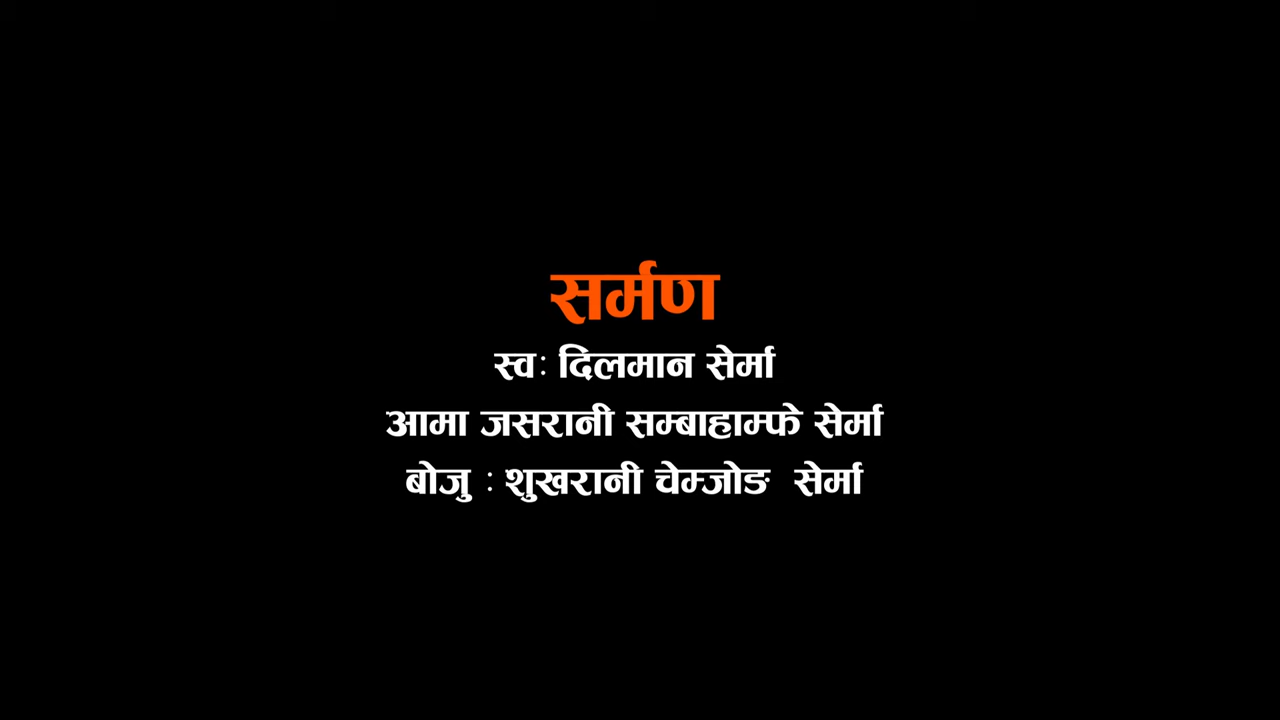 सर्मण
स्वः दिलमान सेर्मा
आमा जसरानी सम्बाहाम्फे सेर्मा
बोजु : शुखरानी चेम्जोङ सेर्मा